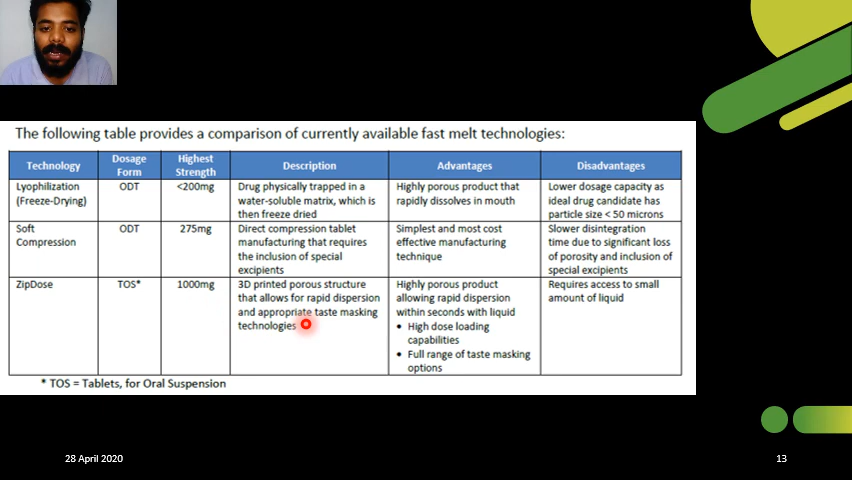 The following table provides a comparison of currently available fast melt technologies:
Technology
Dosage
Form
Highest
Strength
Description
Advantages
Disadvantages
Lyophilization
(Freeze-Drying)
ODT
<200mg
Drug physically trapped in a
water-soluble matrix, which is
then freeze dried
Highly porous product that
rapidly dissolves in mouth
Lower dosage capacity as
ideal drug candidate has
particle size < 50 microns
Soft
Compression
ODT
275mg
Direct compression tablet
manufacturing that requires
the inclusion of special
excipients
Simplest and most cost
effective manufacturing
technique
Slower disintegration
time due to significant loss
of porosity and inclusion of
special excipients
ZipDose
TOS*
1000mg
3D printed porous structure
that allows for rapid dispersion
and appropriate taste masking
technologies
Highly porous product
allowing rapid dispersion
within seconds with liquid
• High dose loading
capabilities
• Full range of taste masking
options
Requires access to small
amount of liquid
* TOS = Tablets, for Oral Suspension
28 April 2020
13